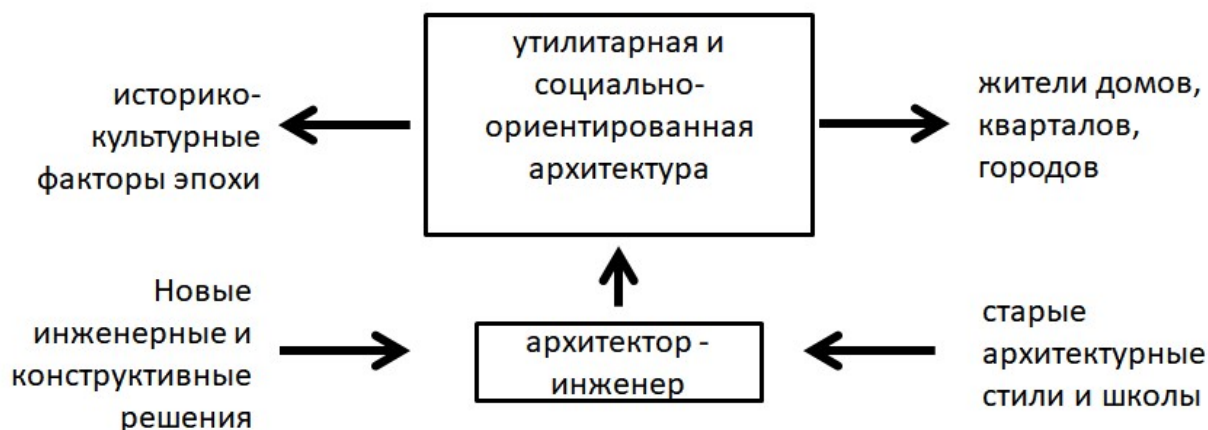 утилитарная и
социально-
ориентированная
архитектура
историко-
культурные
факторы эпохи
жители домов,
кварталов,
городов
Новые
инженерные и
конструктивные
решения
архитектор -
инженер
старые
архитектурные
стили и школы